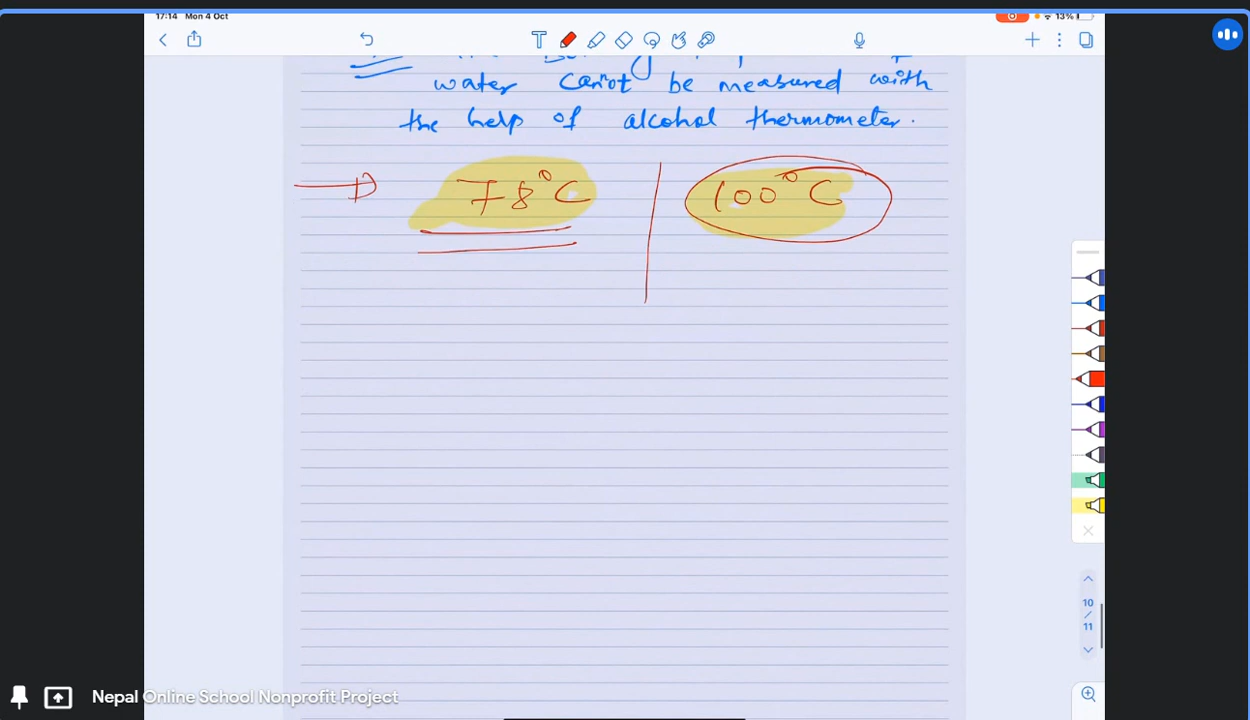 17:14 Mon 4 Oct
13%
T
water cannot be measured with
the help of alcohol thermometer.
78°C
100°C
10
/
11
Nepal Online School Nonprofit Project